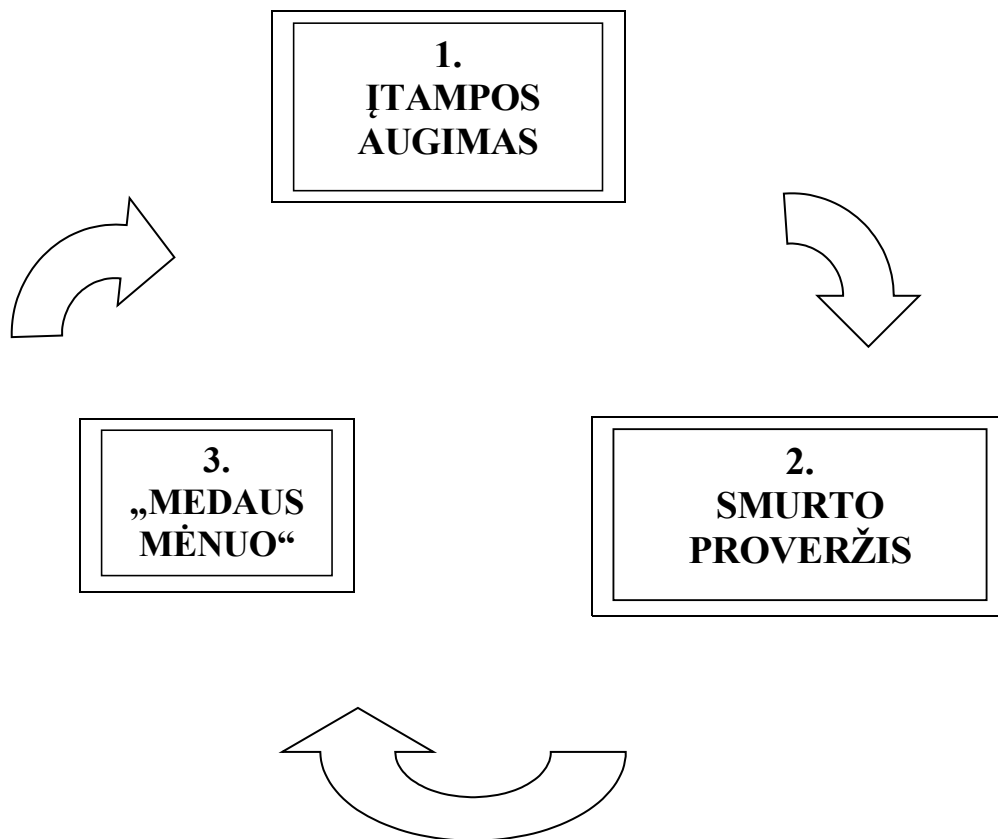 1.
ĮTAMPOS
AUGIMAS
2.
SMURTO
PROVERŽIS
3.
„MEDAUS
MĖNUO“